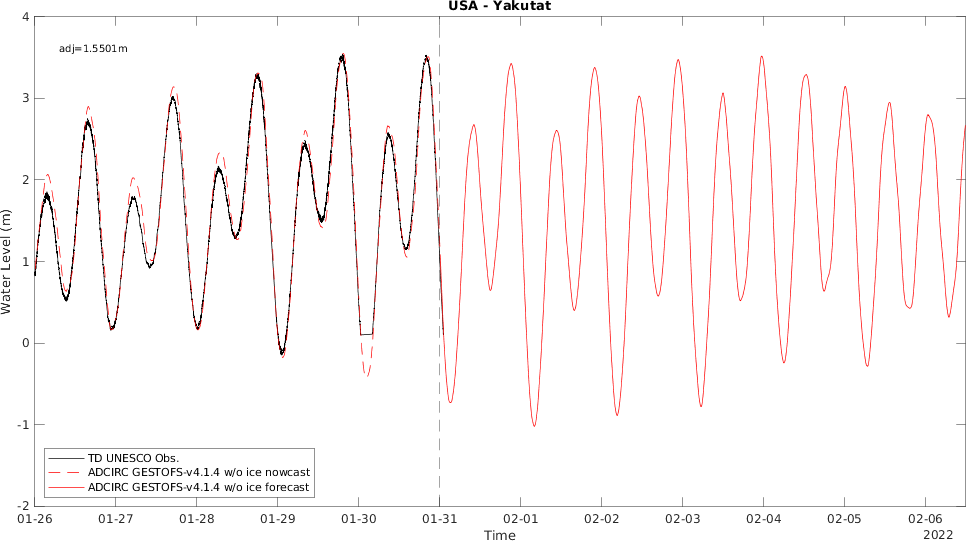 USA - Yakutat
adj=1.5501m
4
3
2
1
0
-1
-2
Water Level (m)
TD UNESCO Obs.
ADCIRC GESTOFS-v4.1.4 w/o ice nowcast
ADCIRC GESTOFS-v4.1.4 w/o ice forecast
01-26 01-27 01-28 01-29 01-30 01-31 02-01 02-02 02-03 02-04 02-05 02-06
Time
2022